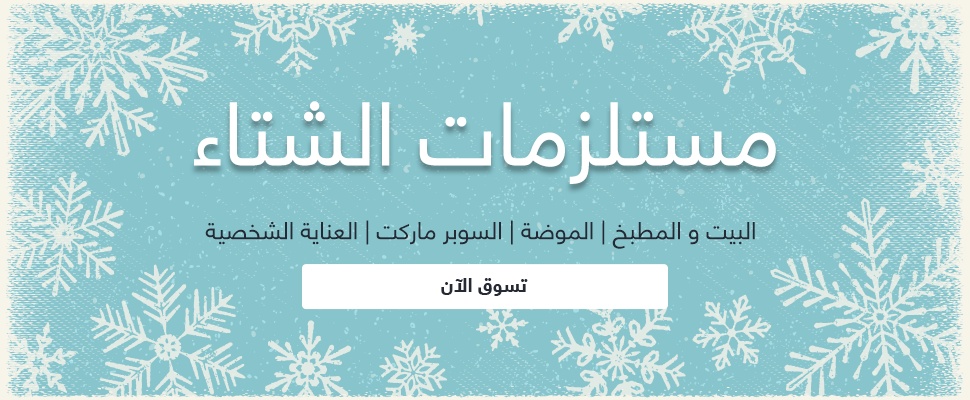 مستلزمات الشتاء
البيت و المطبخ | الموضة | السوبر ماركت | العناية الشخصية
تسوق الآن